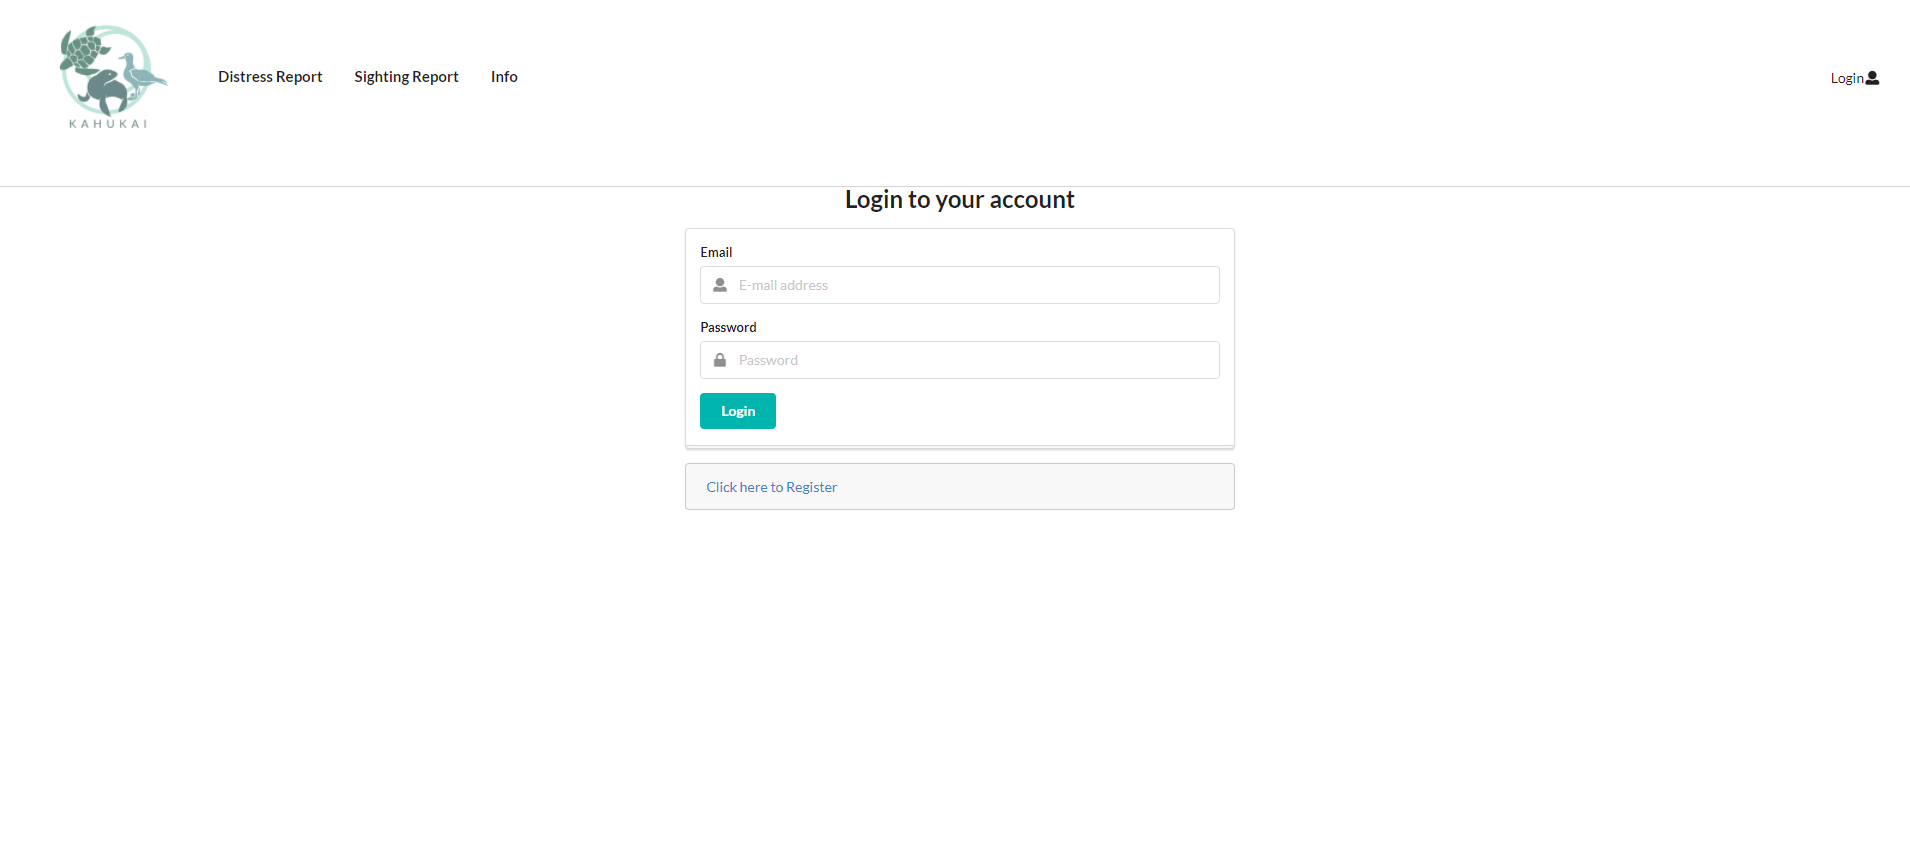 KAHUKAI
Distress Report Sighting Report Info
Login
Login to your account
Email
E-mail address
Password
Password
Login
Click here to Register